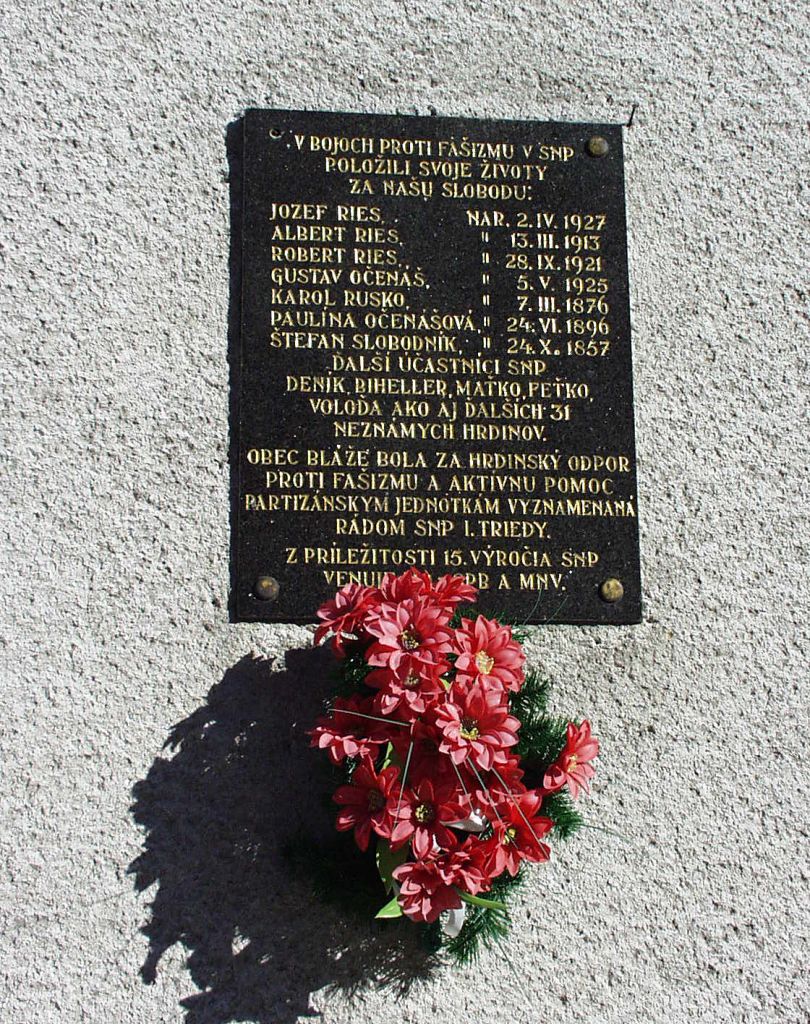 V BOJOCH PROTI FAŠIZMU V SNP
POLOŽILI SVOJE ŽIVOTY
ZA NAŠU SLOBODU:
JOZEF RIES, NAR. 2. IV. 1927
ALBERT RIES, " 13. III. 1913
ROBERT RIES, " 28. IX. 1921
GUSTAV OČENÁŠ, " 5. V. 1925
KAROL RUSKO, " 7. III. 1876
PAULÍNA OČENÁŠOVÁ, " 24. VI. 1896
ŠTEFAN SLOBODNÍK, " 24. X. 1857
ĎALŠÍ ÚČASTNÍCI SNP
DENÍK, BIHELLER, MAŤKO, FEŤKO,
VOLOĎA AKO AJ ĎALŠÍCH 31
NEZNÁMYCH HRDINOV.
OBEC BLÁŽE BOLA ZA HRDINSKÝ ODPOR
PROTI FAŠIZMU A AKTÍVNU POMOC
PARTIZÁNSKYM JEDNOTKÁM VYZNAMENANÁ
RÁDOM SNP I. TRIEDY.
Z PRÍLEŽITOSTI 15. VÝROČIA SNP
A MNV.